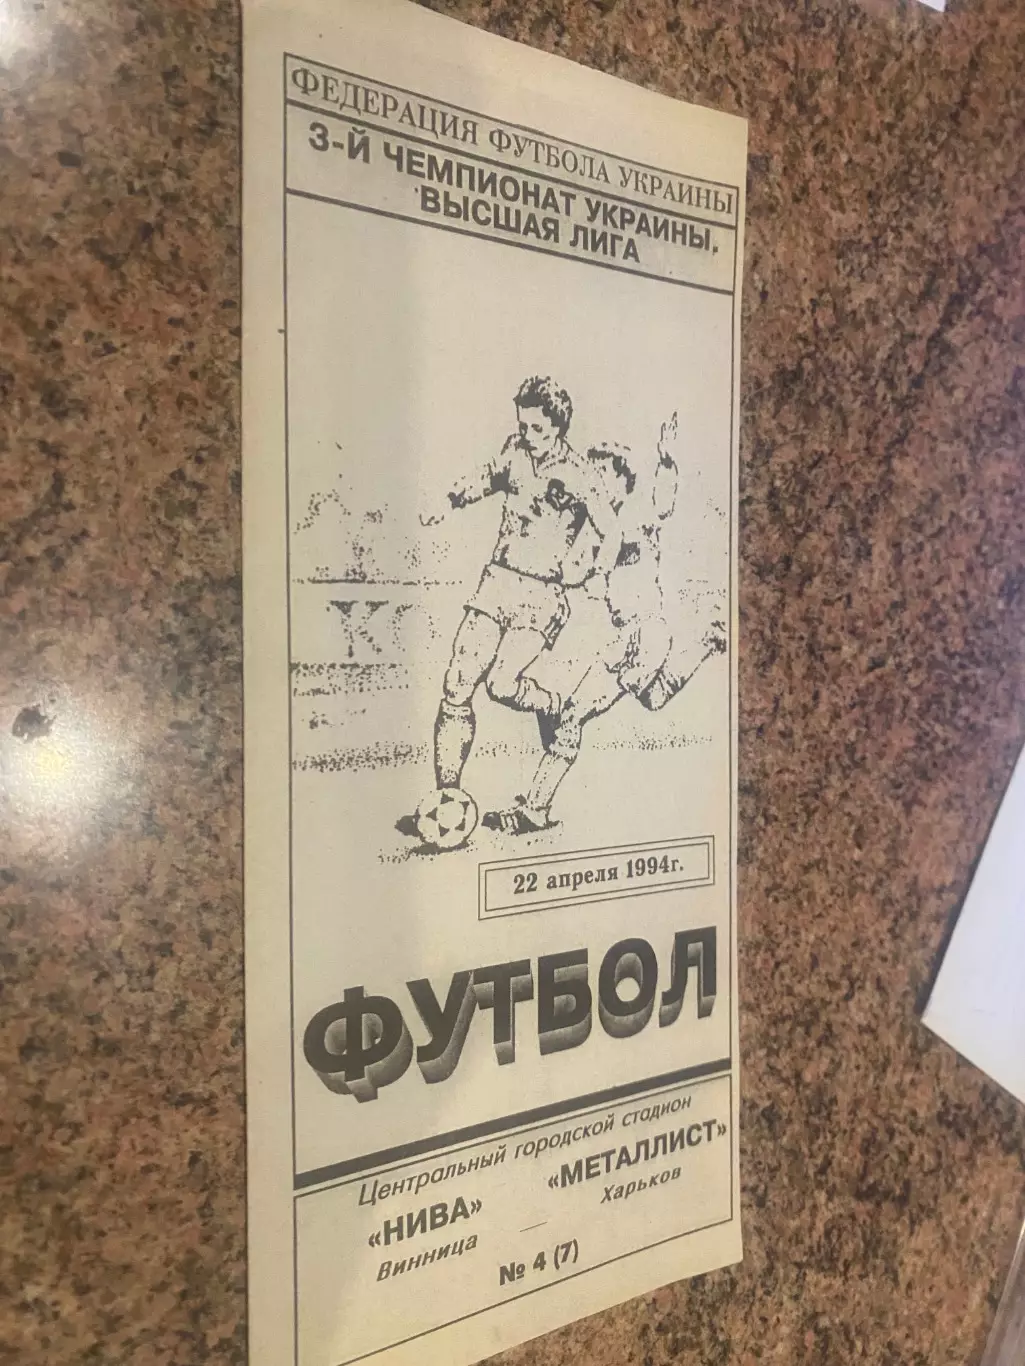 ФЕДЕРАЦИЯ ФУТБОЛА УКРАИНЫ
3-Й ЧЕМПИОНАТ УКРАИНЫ.
ВЫСШАЯ ЛИГА
КО
22 апреля 1994г.
ФУТБОЛ
Центральный городской стадион
«НИВА» — «МЕТАЛЛИСТ»
Винница Харьков
№ 4 (7)